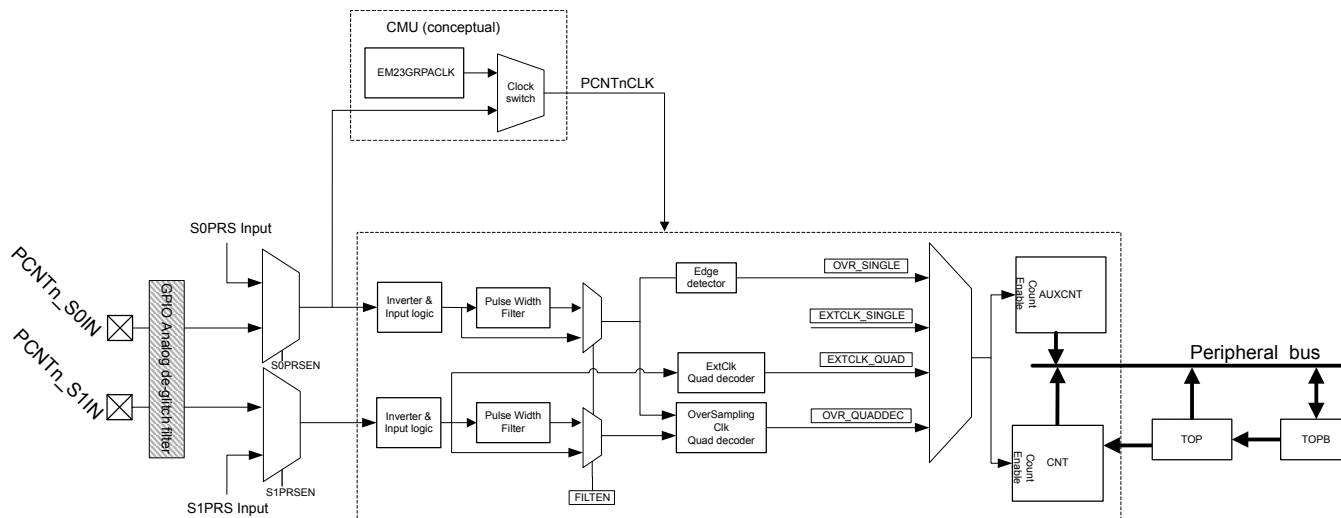 CMU (conceptual)
EM23GRPACLK
Clock
switch
PCNTnCLK
S0PRS Input
PCNTn_S0IN
GPIO Analog de-glitch filter
S0PRSEN
Inverter &
Input logic
Pulse Width
Filter
Edge
detector
OVR_SINGLE
EXTCLK_SINGLE
Count
Enable
AUXCNT
PCNTn_S1IN
ExtClk
Quad decoder
EXTCLK_QUAD
Peripheral bus
Inverter &
Input logic
Pulse Width
Filter
OverSampling
Clk
Quad decoder
OVR_QUADDEC
Count
Enable
CNT
TOP
TOPB
S1PRSEN
S1PRS Input
FILTEN